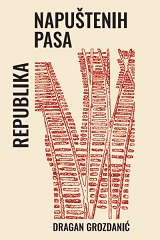 REPUBLIKA
NAPUŠTENIH
PASA
DRAGAN GROZDANIĆ